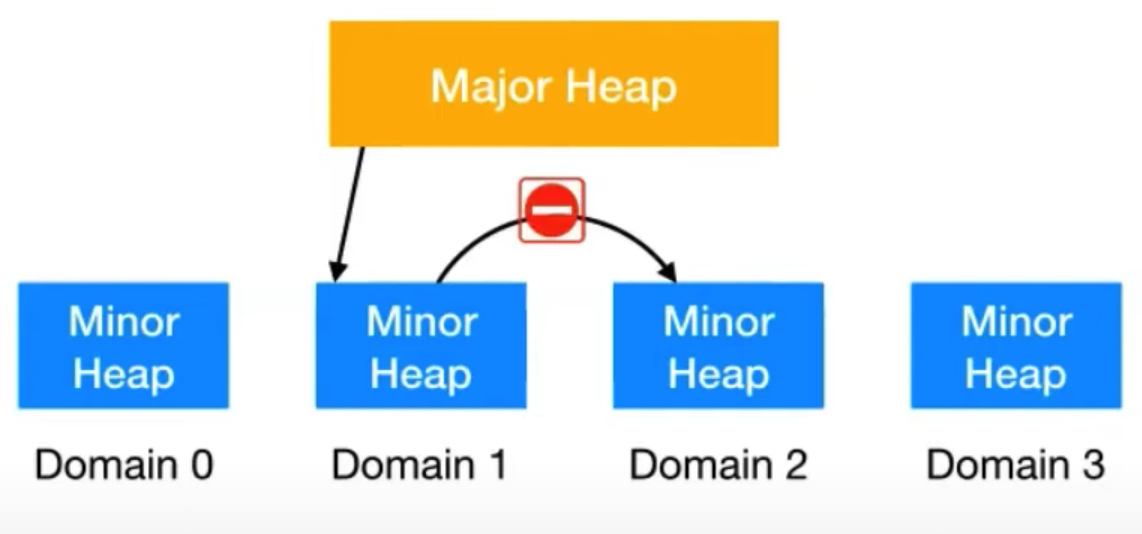 Major Heap
Minor
Heap
Minor
Heap
Minor
Heap
Minor
Heap
Domain 0
Domain 1
Domain 2
Domain 3